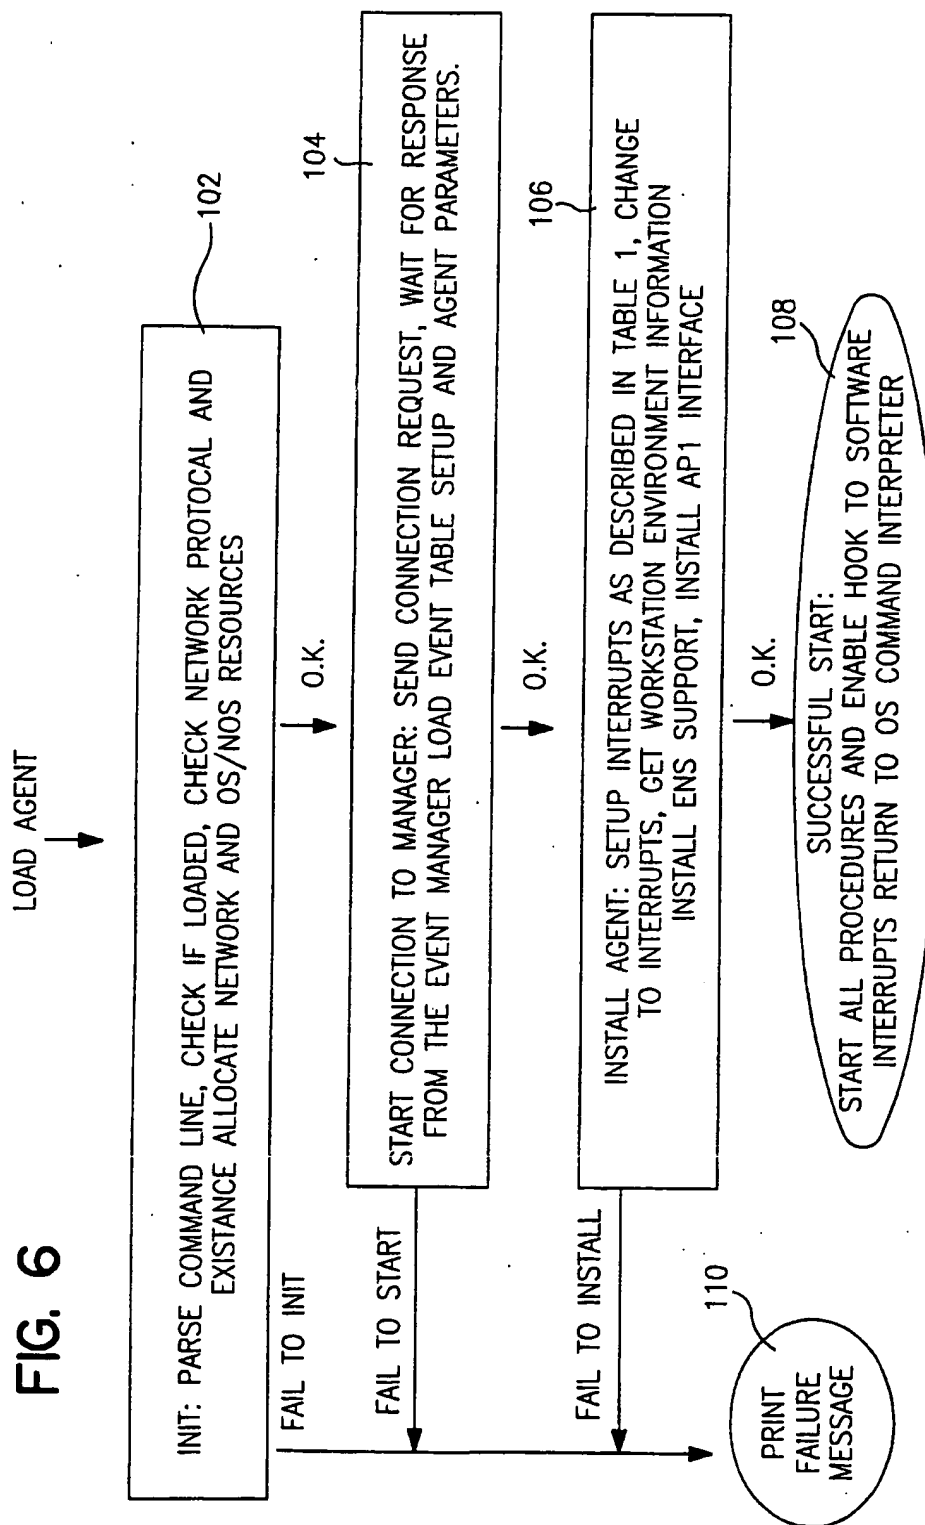 FIG. 6
LOAD AGENT
INIT: PARSE COMMAND LINE, CHECK IF LOADED, CHECK NETWORK PROTOCAL AND
EXISTANCE ALLOCATE NETWORK AND OS/NOS RESOURCES
102
FAIL TO INIT
O.K.
104
START CONNECTION TO MANAGER: SEND CONNECTION REQUEST, WAIT FOR RESPONSE
FROM THE EVENT MANAGER LOAD EVENT TABLE SETUP AND AGENT PARAMETERS.
FAIL TO START
O.K.
106
INSTALL AGENT: SETUP INTERRUPTS AS DESCRIBED IN TABLE 1, CHANGE
TO INTERRUPTS, GET WORKSTATION ENVIRONMENT INFORMATION
INSTALL ENS SUPPORT, INSTALL AP1 INTERFACE
FAIL TO INSTALL
O.K.
108
SUCCESSFUL START:
START ALL PROCEDURES AND ENABLE HOOK TO SOFTWARE
INTERRUPTS RETURN TO OS COMMAND INTERPRETER
110
PRINT
FAILURE
MESSAGE